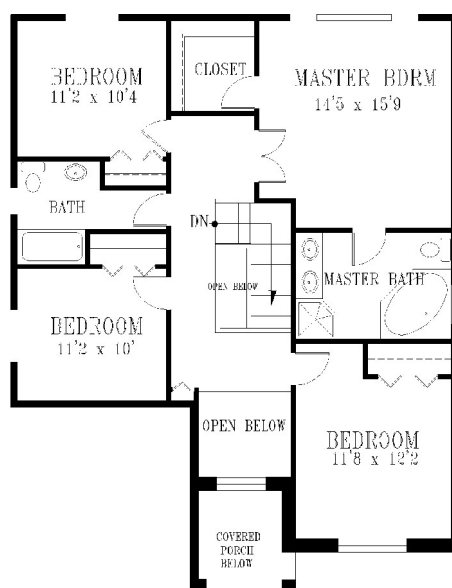 BEDROOM
11'2 x 10'4
CLOSET
MASTER BDRM
14'5 x 15'9
BATH
DN
OPEN BELOW
MASTER BATH
BEDROOM
11'2 x 10'
OPEN BELOW
BEDROOM
11'8 x 12'2
COVERED
PORCH
BELOW